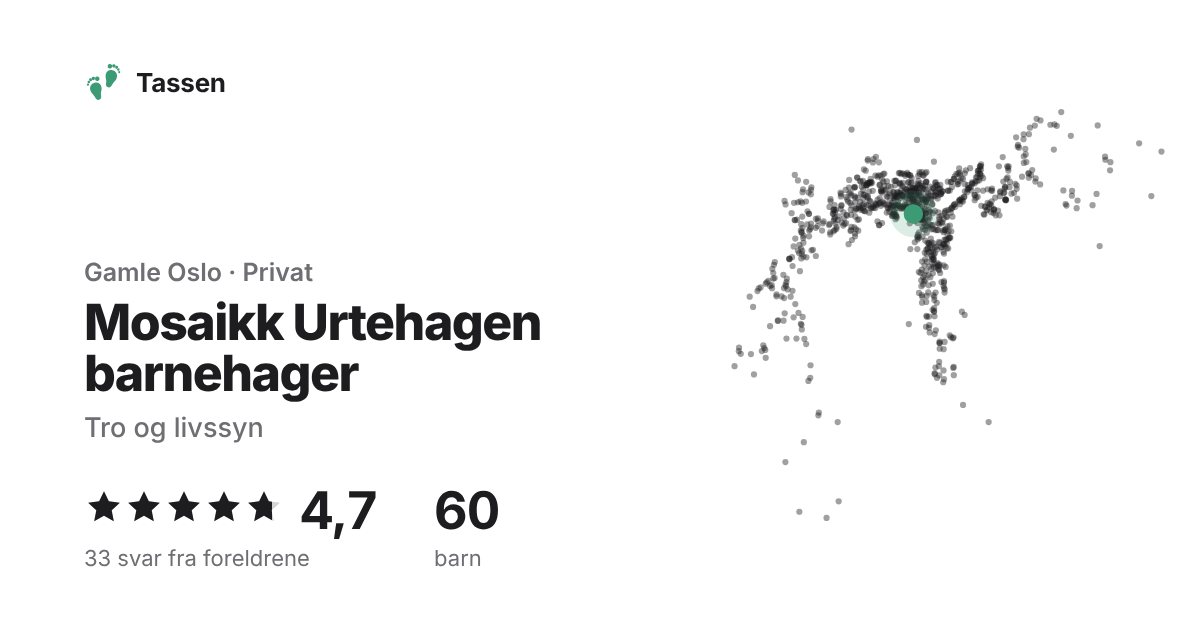 Tassen
Gamle Oslo · Privat
Mosaikk Urtehagen
barnehager
Tro og livssyn
4,7
60
33 svar fra foreldrene
barn